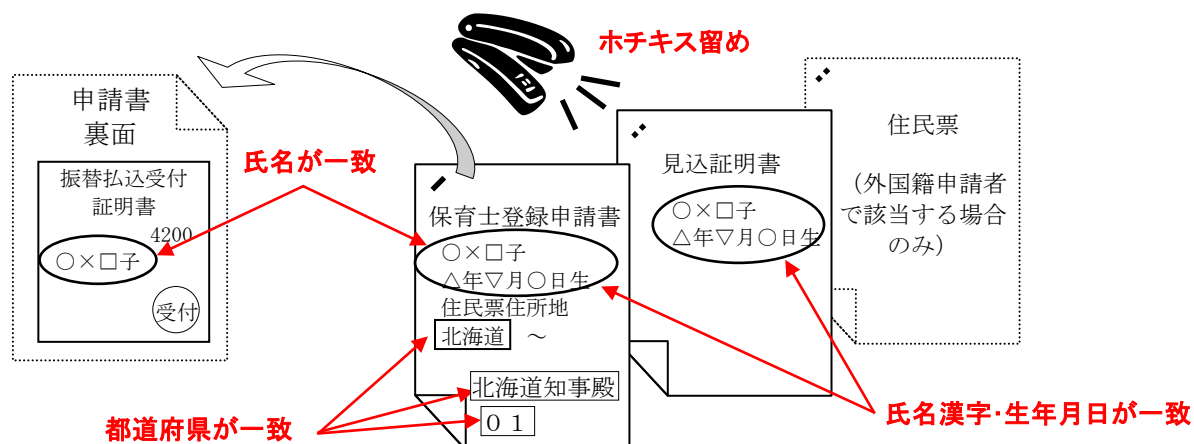 ホチキス留め
申請書
裏面
振替払込受付
証明書
4200
○×□子
受付
氏名が一致
保育士登録申請書
○×□子
△年▽月○日生
住民票住所地
北海道 ～
北海道知事殿
０１
都道府県が一致
見込証明書
○×□子
△年▽月○日生
住民票
（外国籍申請者
で該当する場合
のみ）
氏名漢字・生年月日が一致